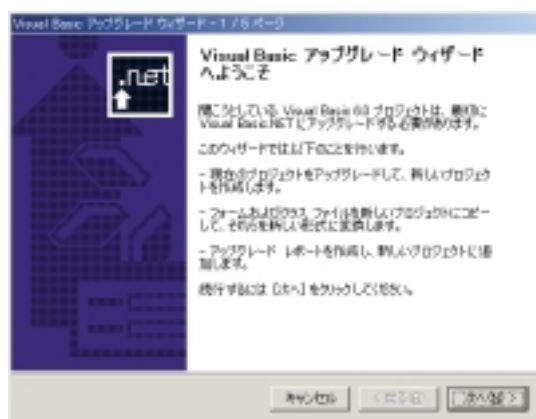 Visual Basic アップグレード ウィザード - 1 / 5 ページ
.net
Visual Basic アップグレード ウィザード
へようこそ
開こうとしている Visual Basic 6.0 プロジェクトは、最初に
Visual Basic.NET にアップグレードする必要があります。
このウィザードでは以下のことを行います。
- 現在のプロジェクトをアップグレードして、新しいプロジェク
トを作成します。
- フォームおよびクラス ファイルを新しいプロジェクトにコピー
して、それらを新しい形式に変換します。
- アップグレード レポートを作成し、新しいプロジェクトに追
加します。
続行するには [次へ] をクリックしてください。
キャンセル
< 戻る(B)
次へ(N) >